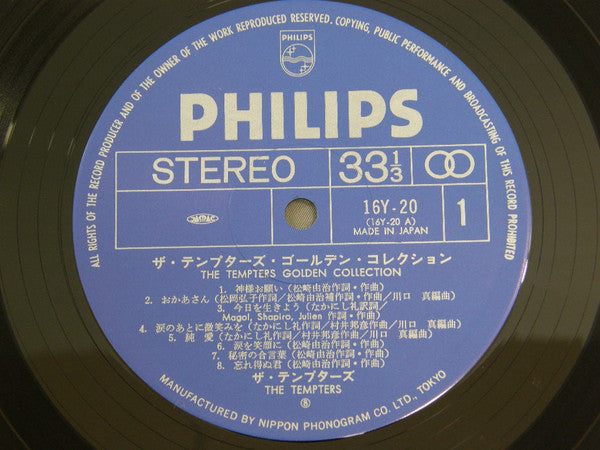 ALL RIGHTS OF THE RECORD PRODUCER AND OF THE OWNER OF THE WORK REPRODUCED RESERVED. COPYING, PUBLIC PERFORMANCE AND BROADCASTING OF THIS RECORD PROHIBITED
PHILIPS
PHILIPS
STEREO
33 1/3
16Y-20
(16Y-20 A)
MADE IN JAPAN
1
ザ・テンプターズ・ゴールデン・コレクション
THE TEMPTERS GOLDEN COLLECTION
1. 神様お願い(松崎由治作詞・作曲)
2. おかあさん(松岡弘子作詞/松崎由治補作詞・作曲/川口 真編曲)
3. 今日を生きよう(なかにし礼訳詞/
Magol, Shapiro, Julien 作詞・作曲)
4. 涙のあとに微笑みを(なかにし礼作詞/村井邦彦作曲/川口 真編曲)
5. 純愛(なかにし礼作詞/村井邦彦作曲/川口 真編曲)
6. 涙を笑顔に(松崎由治作詞・作曲)
7. 秘密の合言葉(松崎由治作詞・作曲)
8. 忘れ得ぬ君(松崎由治作詞・作曲)
ザ・テンプターズ
THE TEMPTERS
⑧
MANUFACTURED BY NIPPON PHONOGRAM CO. LTD., TOKYO